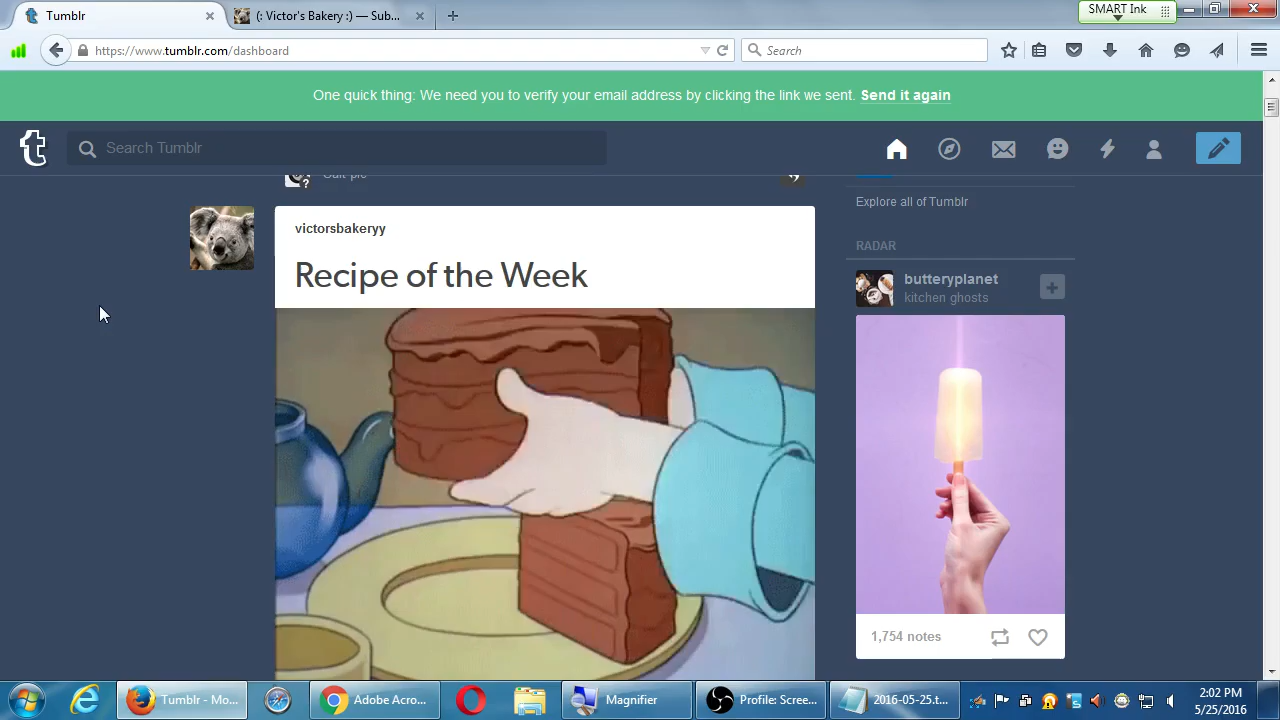 Tumblr
(: Victor's Bakery :) — Sub...
SMART Ink
https://www.tumblr.com/dashboard
Search
One quick thing: We need you to verify your email address by clicking the link we sent. Send it again
Search Tumblr
victorsbakeryy
Recipe of the Week
Explore all of Tumblr
RADAR
butteryplanet
kitchen ghosts
1,754 notes
Tumblr - Mo...
Adobe Acro...
Magnifier
Profile: Scree...
2016-05-25.t...
2:02 PM
5/25/2016